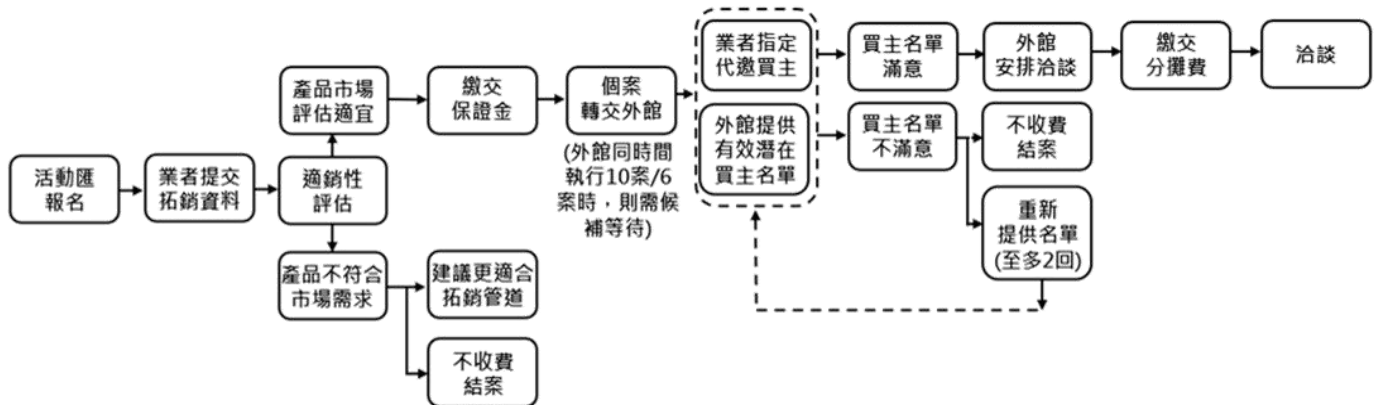 活動匯
報名
業者提交
拓銷資料
適銷性
評估
產品市場
評估適宜
產品不符合
市場需求
建議更適合
拓銷管道
不收費
結案
繳交
保證金
個案
轉交外館
(外館同時間
執行10案/6
案時，則需候
補等待)
業者指定
代邀買主
外館提供
有效潛在
買主名單
買主名單
滿意
外館
安排洽談
繳交
分攤費
洽談
買主名單
不滿意
不收費
結案
重新
提供名單
(至多2回)